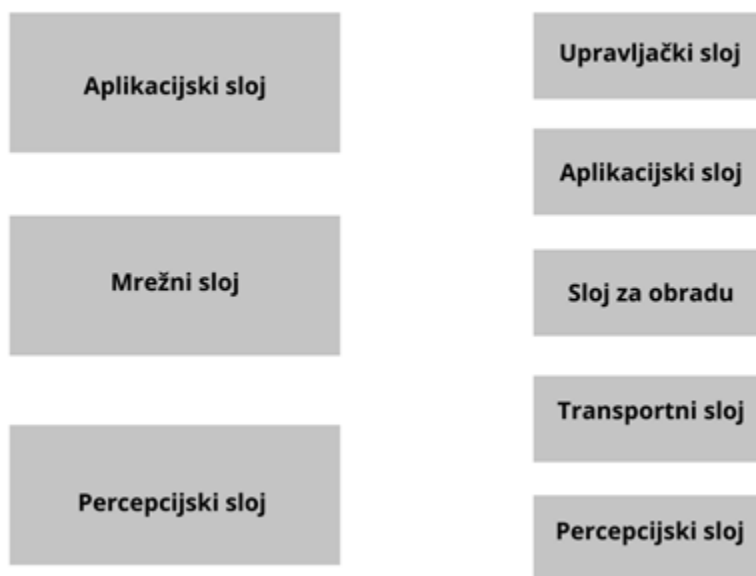 Aplikacijski sloj
Mrežni sloj
Percepcijski sloj
Upravljački sloj
Aplikacijski sloj
Sloj za obradu
Transportni sloj
Percepcijski sloj